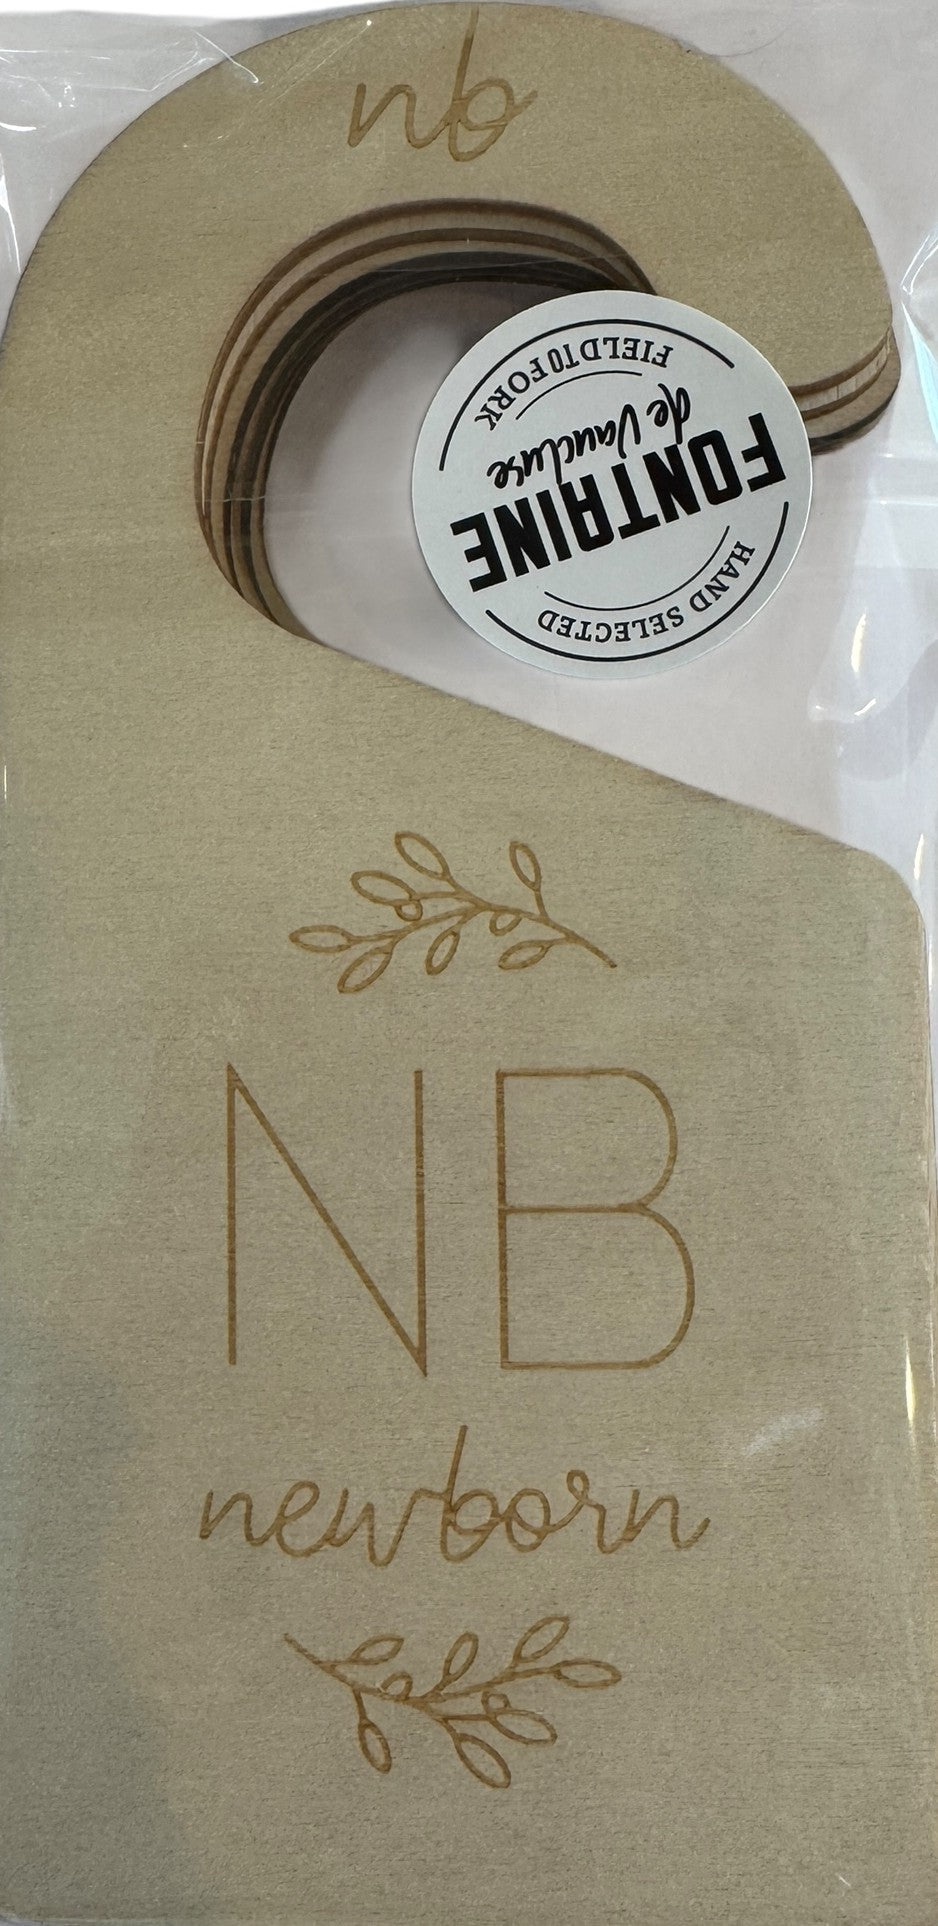 nb
FIELD TO FORK
de Vaucluse
FONTAINE
HAND SELECTED
NB
newborn